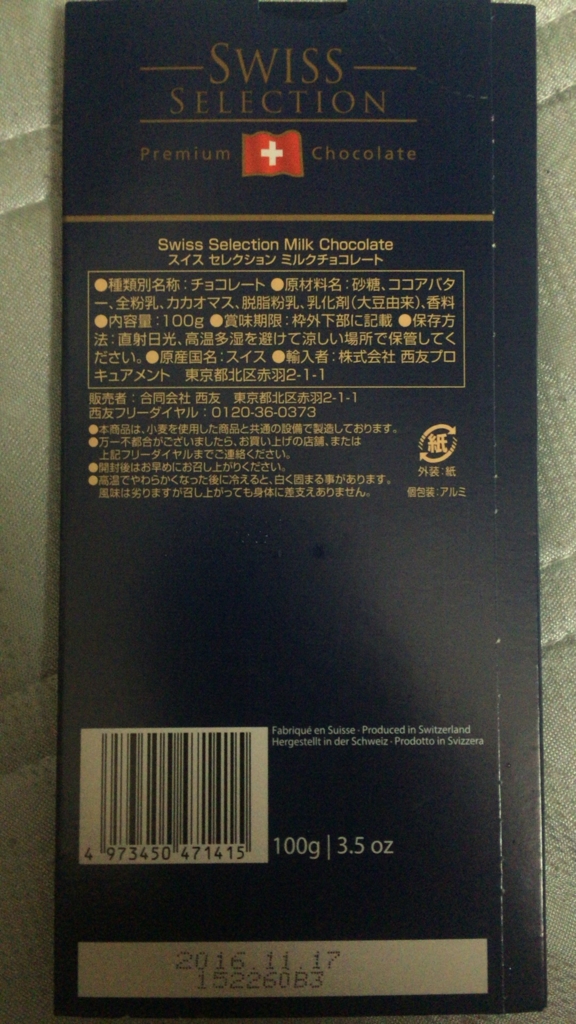 SWISS
SELECTION
Premium Chocolate
Swiss Selection Milk Chocolate
スイス セレクション ミルクチョコレート
●種類別名称：チョコレート ●原材料名：砂糖、ココアバタ
ー、全粉乳、カカオマス、脱脂粉乳、乳化剤(大豆由来)、香料
●内容量：100g ●賞味期限：枠外下部に記載 ●保存方
法：直射日光、高温多湿を避けて涼しい場所で保管してく
ださい。●原産国名：スイス ●輸入者：株式会社 西友プロ
キュアメント 東京都北区赤羽2-1-1
販売者：合同会社 西友 東京都北区赤羽2-1-1
西友フリーダイヤル：0120-36-0373
●本商品は、小麦を使用した商品と共通の設備で製造しております。
●万一不都合がございましたら、お買い上げの店舗、または
上記フリーダイヤルまでご連絡ください。
●開封後はお早めにお召し上がりください。
●高温でやわらかくなった後に冷えると、白く固まる事があります。
風味は劣りますが召し上がっても身体に差支えありません。
紙
外装：紙
個包装：アルミ
Fabriqué en Suisse · Produced in Switzerland
Hergestellt in der Schweiz · Prodotto in Svizzera
4 973450 471415
100g | 3.5 oz
2016.11.17
152260B3